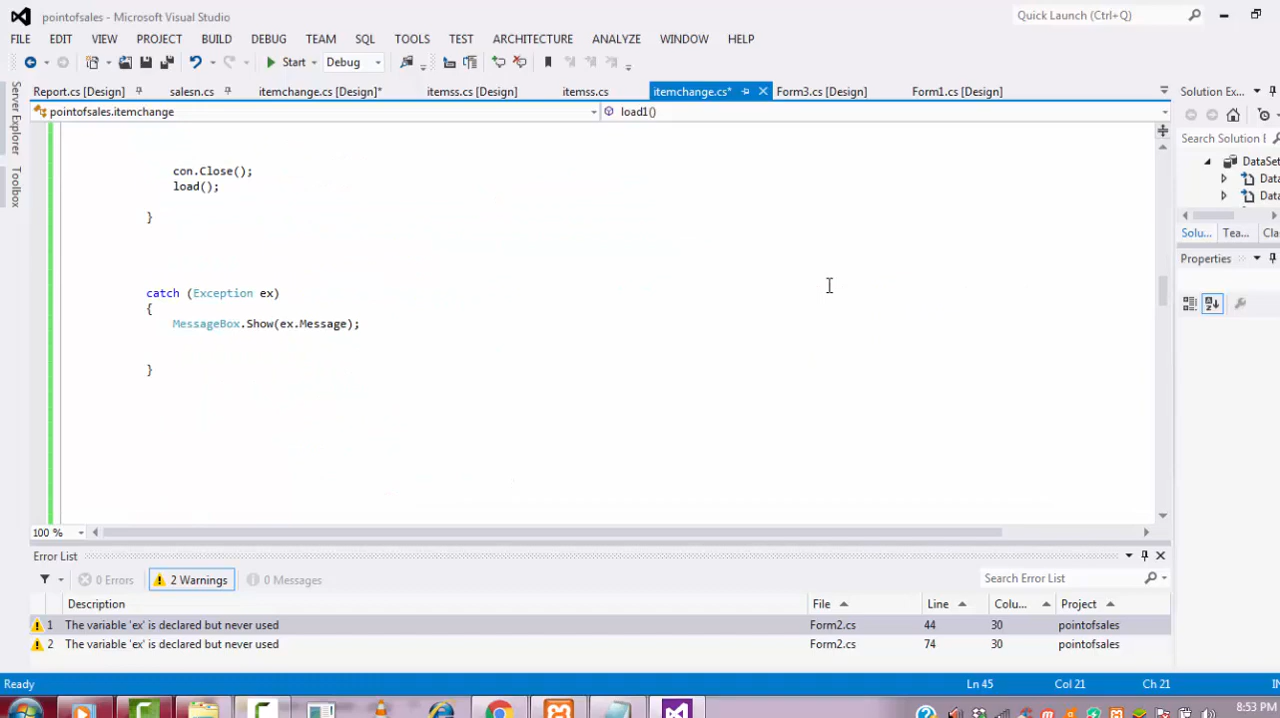 pointofsales - Microsoft Visual Studio
Quick Launch (Ctrl+Q)
FILE EDIT VIEW PROJECT BUILD DEBUG TEAM SQL TOOLS TEST ARCHITECTURE ANALYZE WINDOW HELP
Start Debug
Report.cs [Design] salesn.cs itemchange.cs [Design]* itemss.cs [Design] itemss.cs itemchange.cs* Form3.cs [Design] Form1.cs [Design]
Solution Ex...
pointofsales.itemchange load1()
Server Explorer
Toolbox
Search Solution E
DataSe
Data
Data
con.Close();
load();
}
Solu... Tea... Cla
Properties
catch (Exception ex)
{
MessageBox.Show(ex.Message);
}
100 %
Error List
0 Errors 2 Warnings 0 Messages
Search Error List
Description File Line Colu... Project
1 The variable 'ex' is declared but never used Form2.cs 44 30 pointofsales
2 The variable 'ex' is declared but never used Form2.cs 74 30 pointofsales
Ready Ln 45 Col 21 Ch 21 IN
8:53 PM